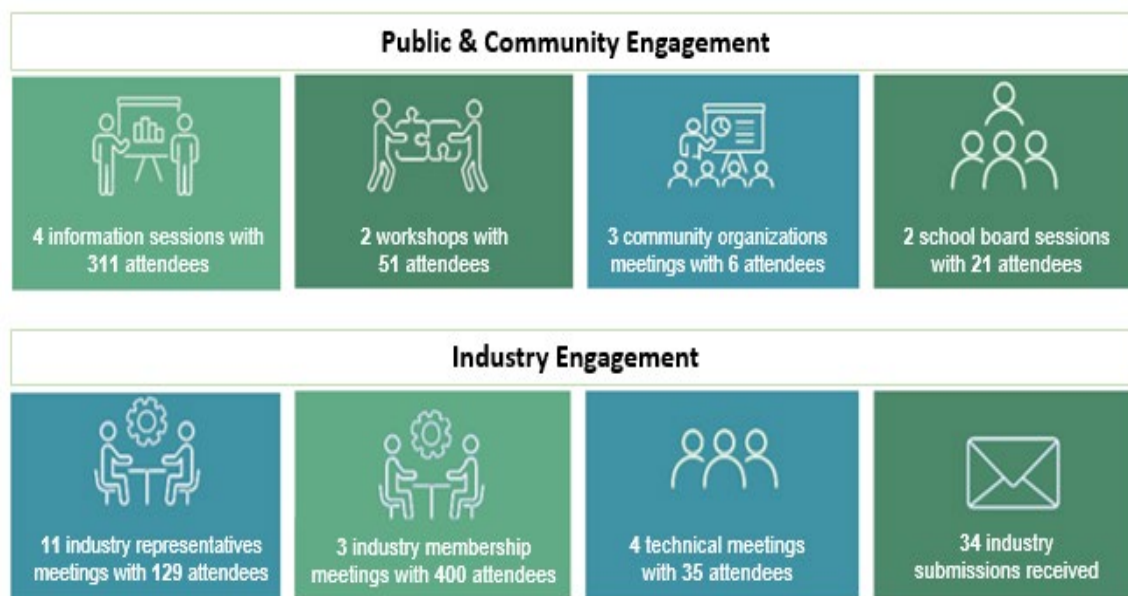 Public & Community Engagement
4 information sessions with
311 attendees
2 workshops with
51 attendees
3 community organizations
meetings with 6 attendees
2 school board sessions
with 21 attendees
Industry Engagement
11 industry representatives
meetings with 129 attendees
3 industry membership
meetings with 400 attendees
4 technical meetings
with 35 attendees
34 industry
submissions received